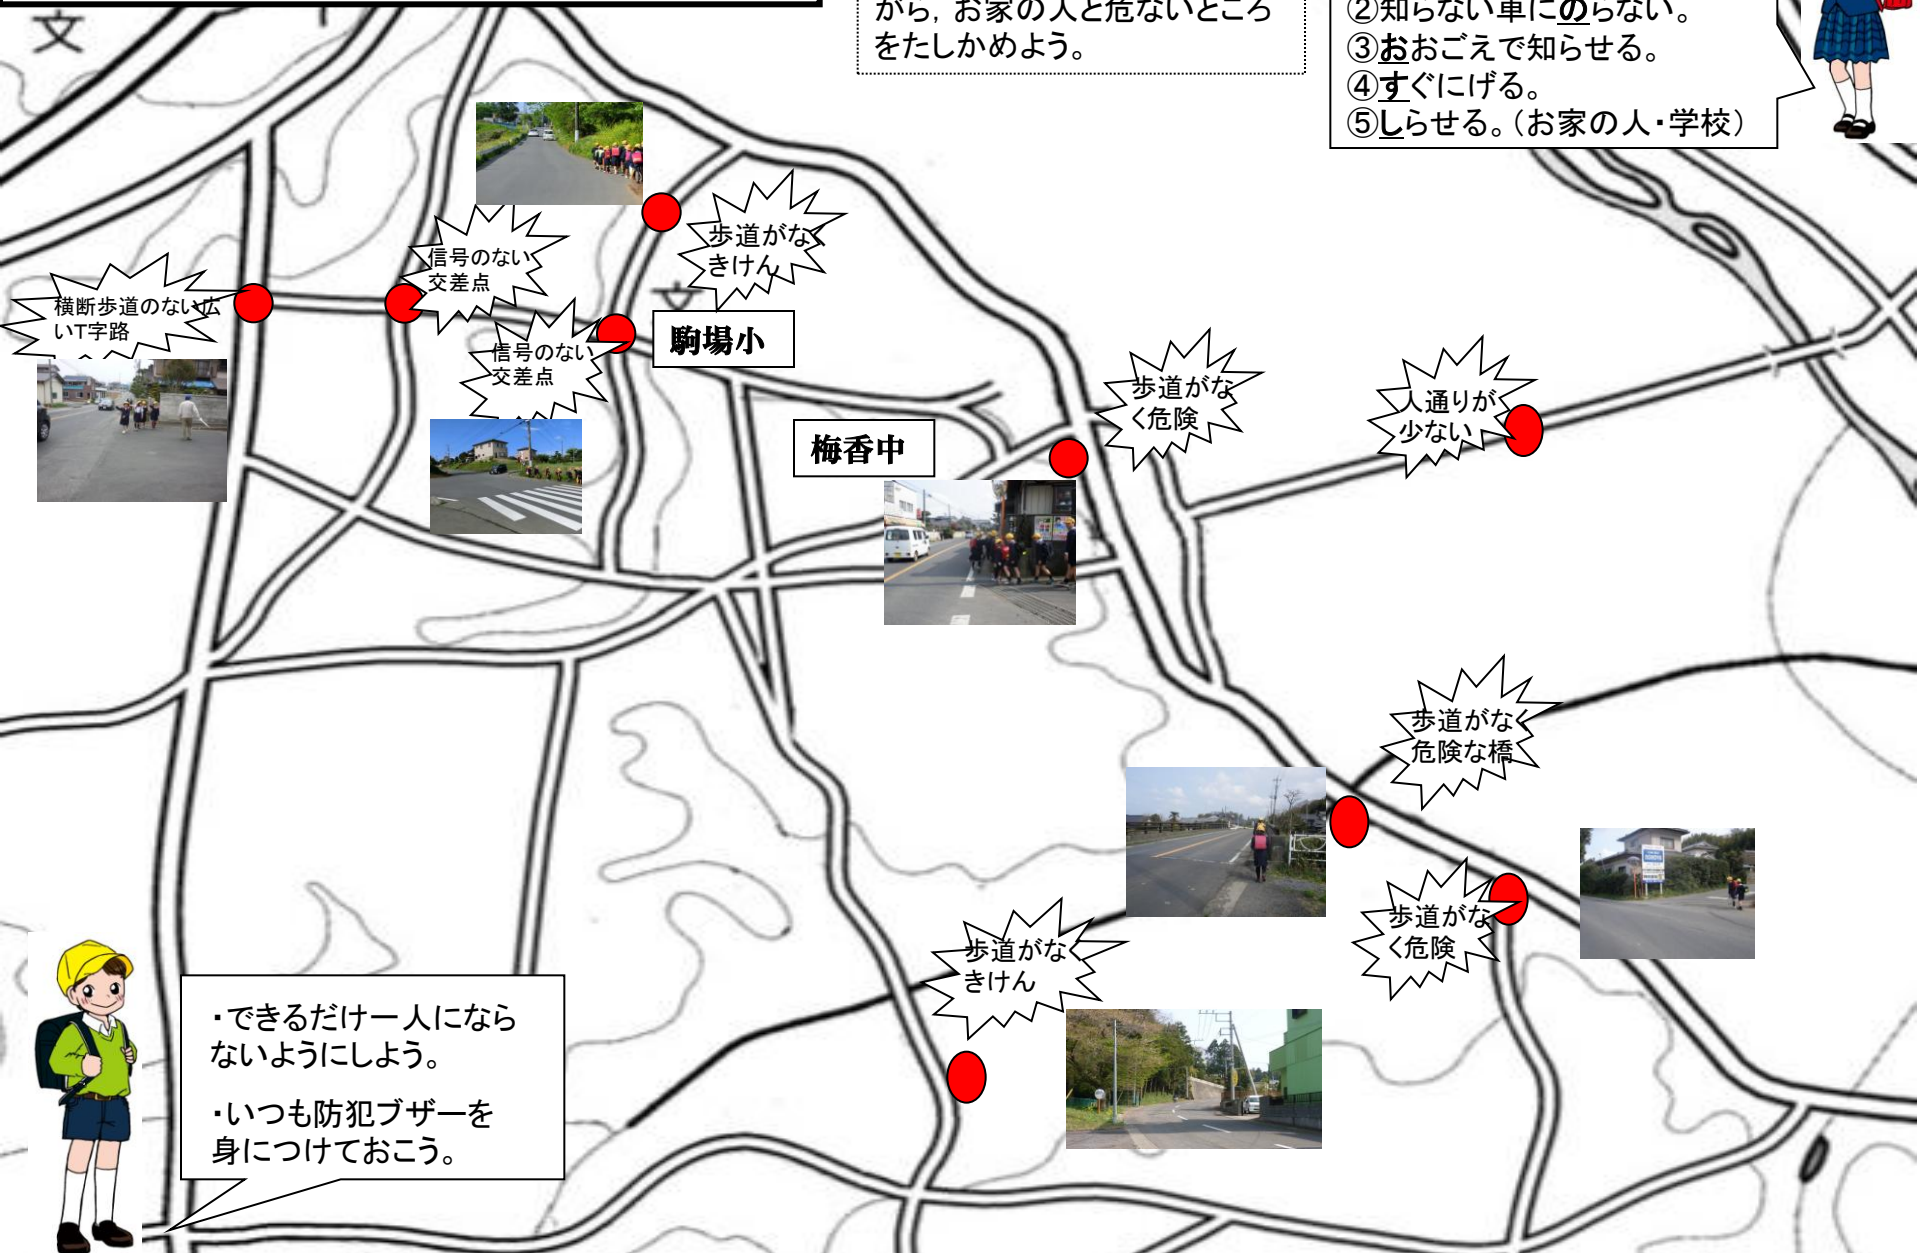 文
がら，お家の人と危ないところ
をたしかめよう。
②知らない車にのらない。
③おおごえで知らせる。
④すぐにげる。
⑤しらせる。（お家の人・学校）
歩道がなく
きけん
信号のない
交差点
横断歩道のない広
いT字路
信号のない
交差点
文
駒場小
梅香中
歩道がな
く危険
人通りが
少ない
歩道がなく
危険な橋
歩道がな
く危険
歩道がなく
きけん
・できるだけ一人になら
ないようにしよう。
・いつも防犯ブザーを
身につけておこう。